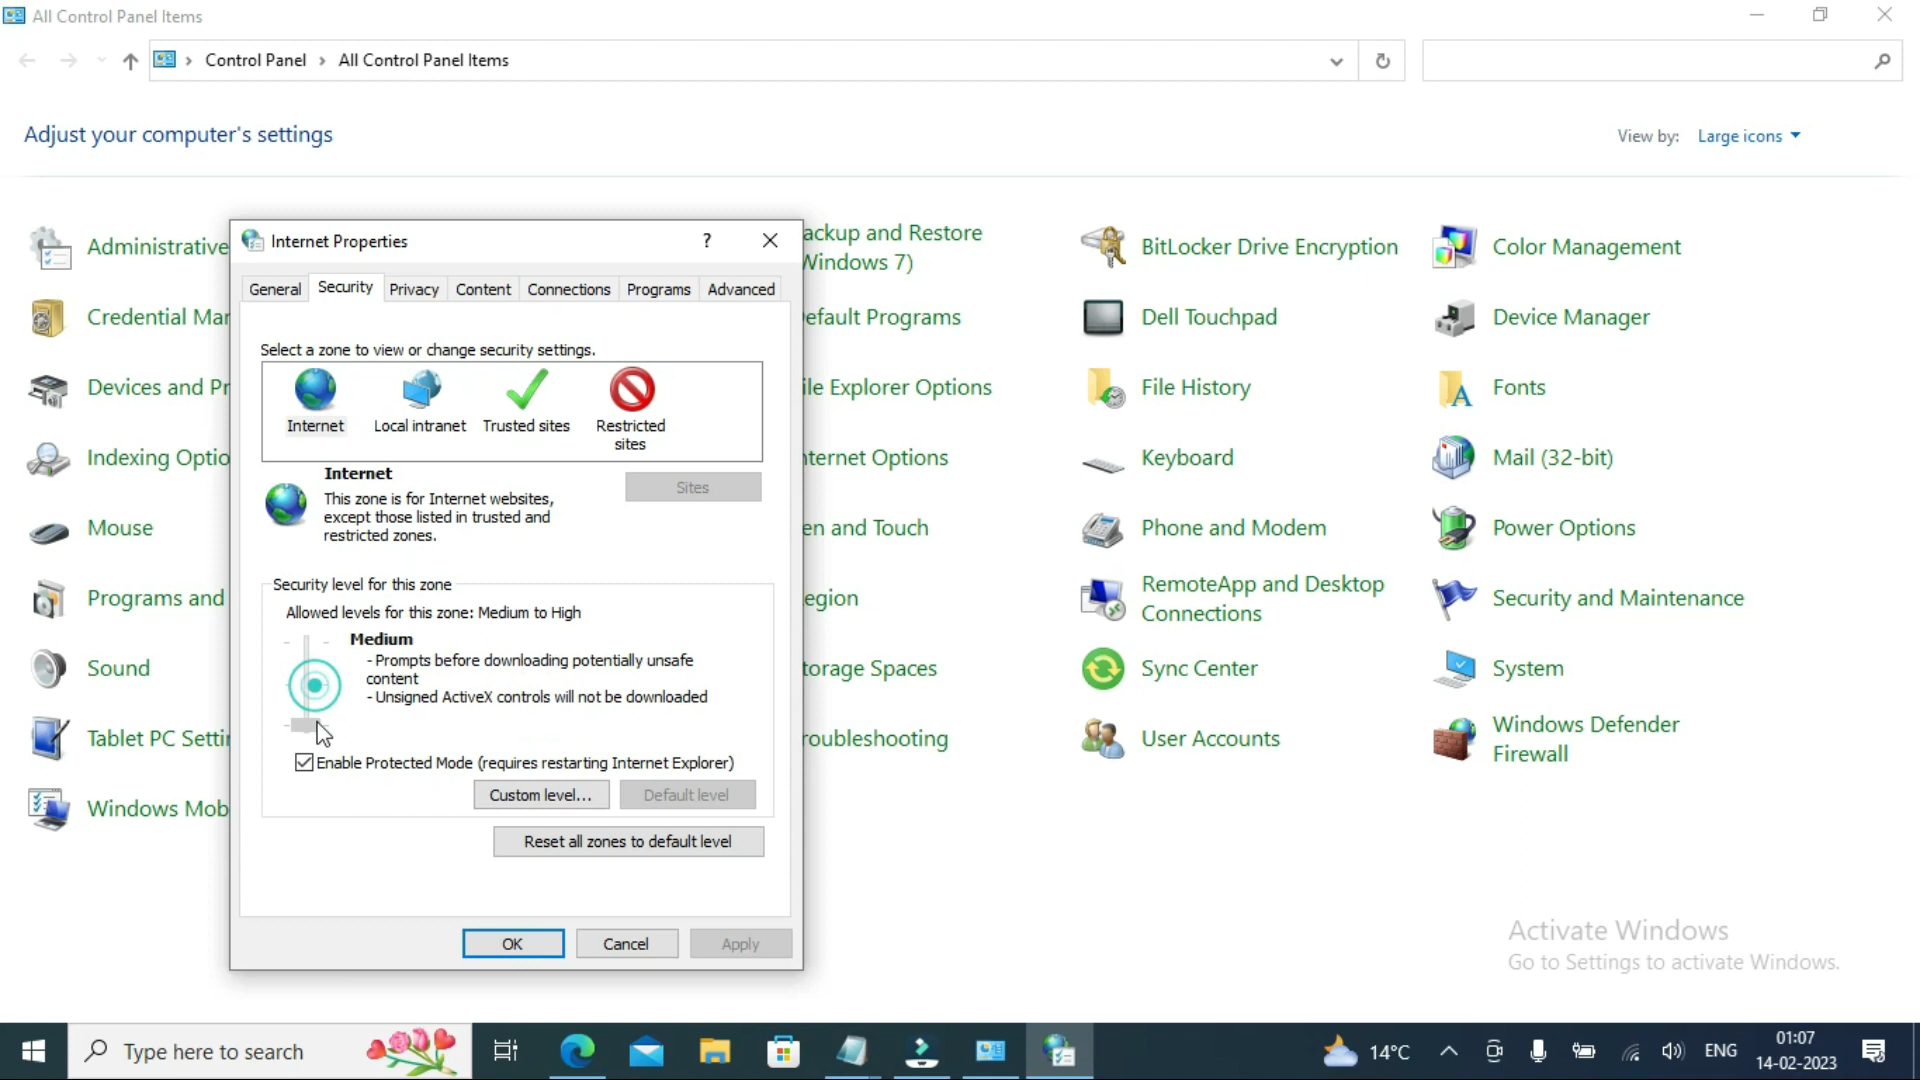 All Control Panel Items
Control Panel
All Control Panel Items
Adjust your computer's settings
View by: Large icons
Administrative
ackup and Restore
Windows 7)
BitLocker Drive Encryption
Color Management
Credential Mar
efault Programs
Dell Touchpad
Device Manager
Devices and Pr
ile Explorer Options
File History
Fonts
Indexing Optio
nternet Options
Keyboard
Mail (32-bit)
Mouse
en and Touch
Phone and Modem
Power Options
Programs and
egion
RemoteApp and Desktop
Connections
Security and Maintenance
Sound
torage Spaces
Sync Center
System
Tablet PC Settin
roubleshooting
User Accounts
Windows Defender
Firewall
Windows Mob
Internet Properties
?
General
Security
Privacy
Content
Connections
Programs
Advanced
Select a zone to view or change security settings.
Internet
Local intranet
Trusted sites
Restricted
sites
Internet
This zone is for Internet websites,
except those listed in trusted and
restricted zones.
Sites
Security level for this zone
Allowed levels for this zone: Medium to High
Medium
- Prompts before downloading potentially unsafe
content
- Unsigned ActiveX controls will not be downloaded
Enable Protected Mode (requires restarting Internet Explorer)
Custom level...
Default level
Reset all zones to default level
OK
Cancel
Apply
Activate Windows
Go to Settings to activate Windows.
Type here to search
14°C
ENG
01:07
14-02-2023